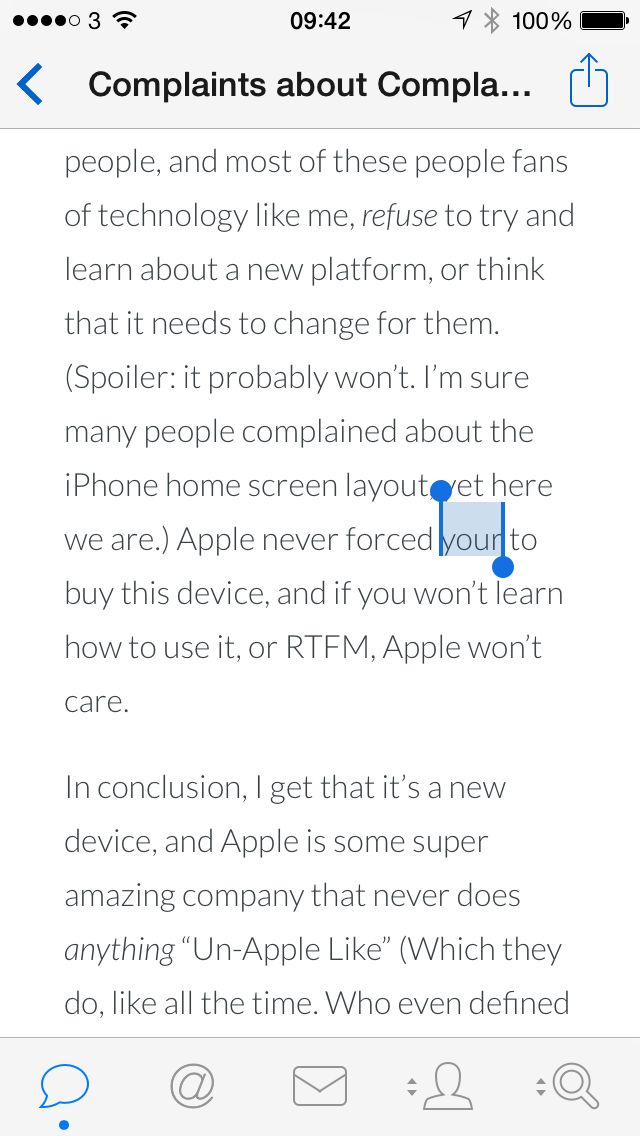 3 09:42 100%
Complaints about Compla...
people, and most of these people fans
of technology like me, refuse to try and
learn about a new platform, or think
that it needs to change for them.
(Spoiler: it probably won’t. I’m sure
many people complained about the
iPhone home screen layout, yet here
we are.) Apple never forced your to
buy this device, and if you won’t learn
how to use it, or RTFM, Apple won’t
care.
In conclusion, I get that it’s a new
device, and Apple is some super
amazing company that never does
anything “Un-Apple Like” (Which they
do, like all the time. Who even defined
@